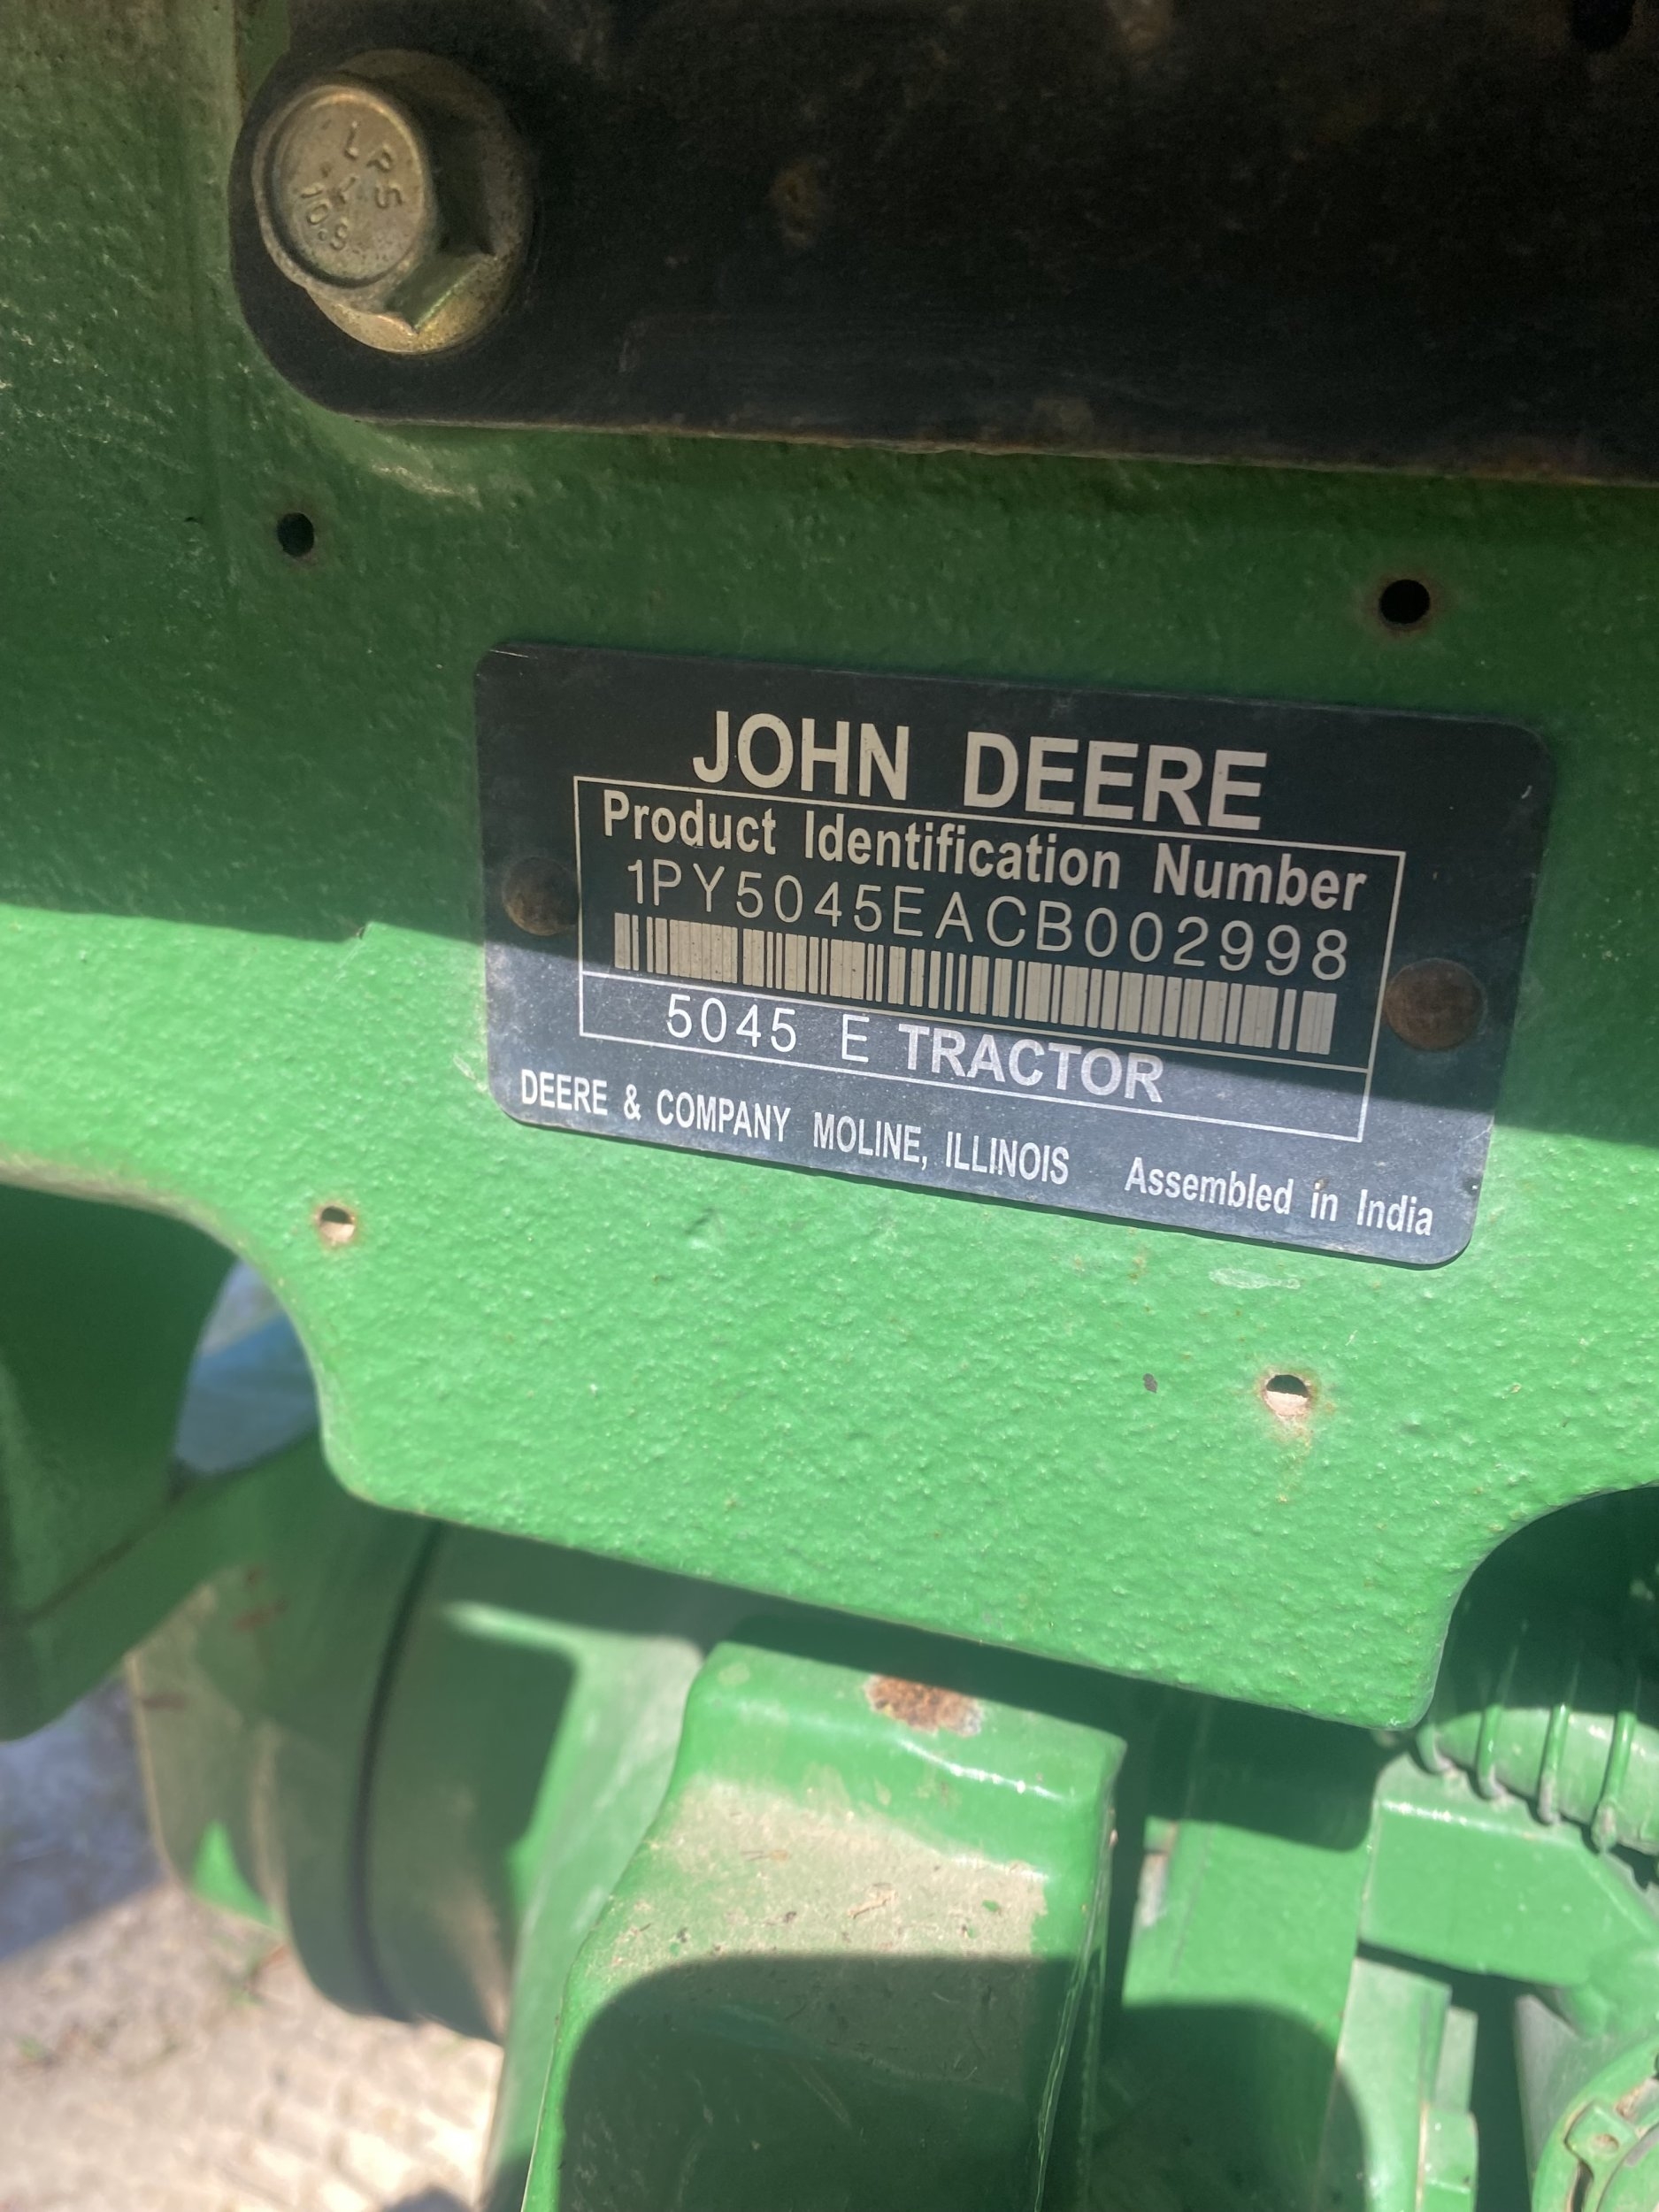 LPS
10.9
JOHN DEERE
Product Identification Number
1PY5045EACB002998
5045 E TRACTOR
DEERE & COMPANY MOLINE, ILLINOIS Assembled in India